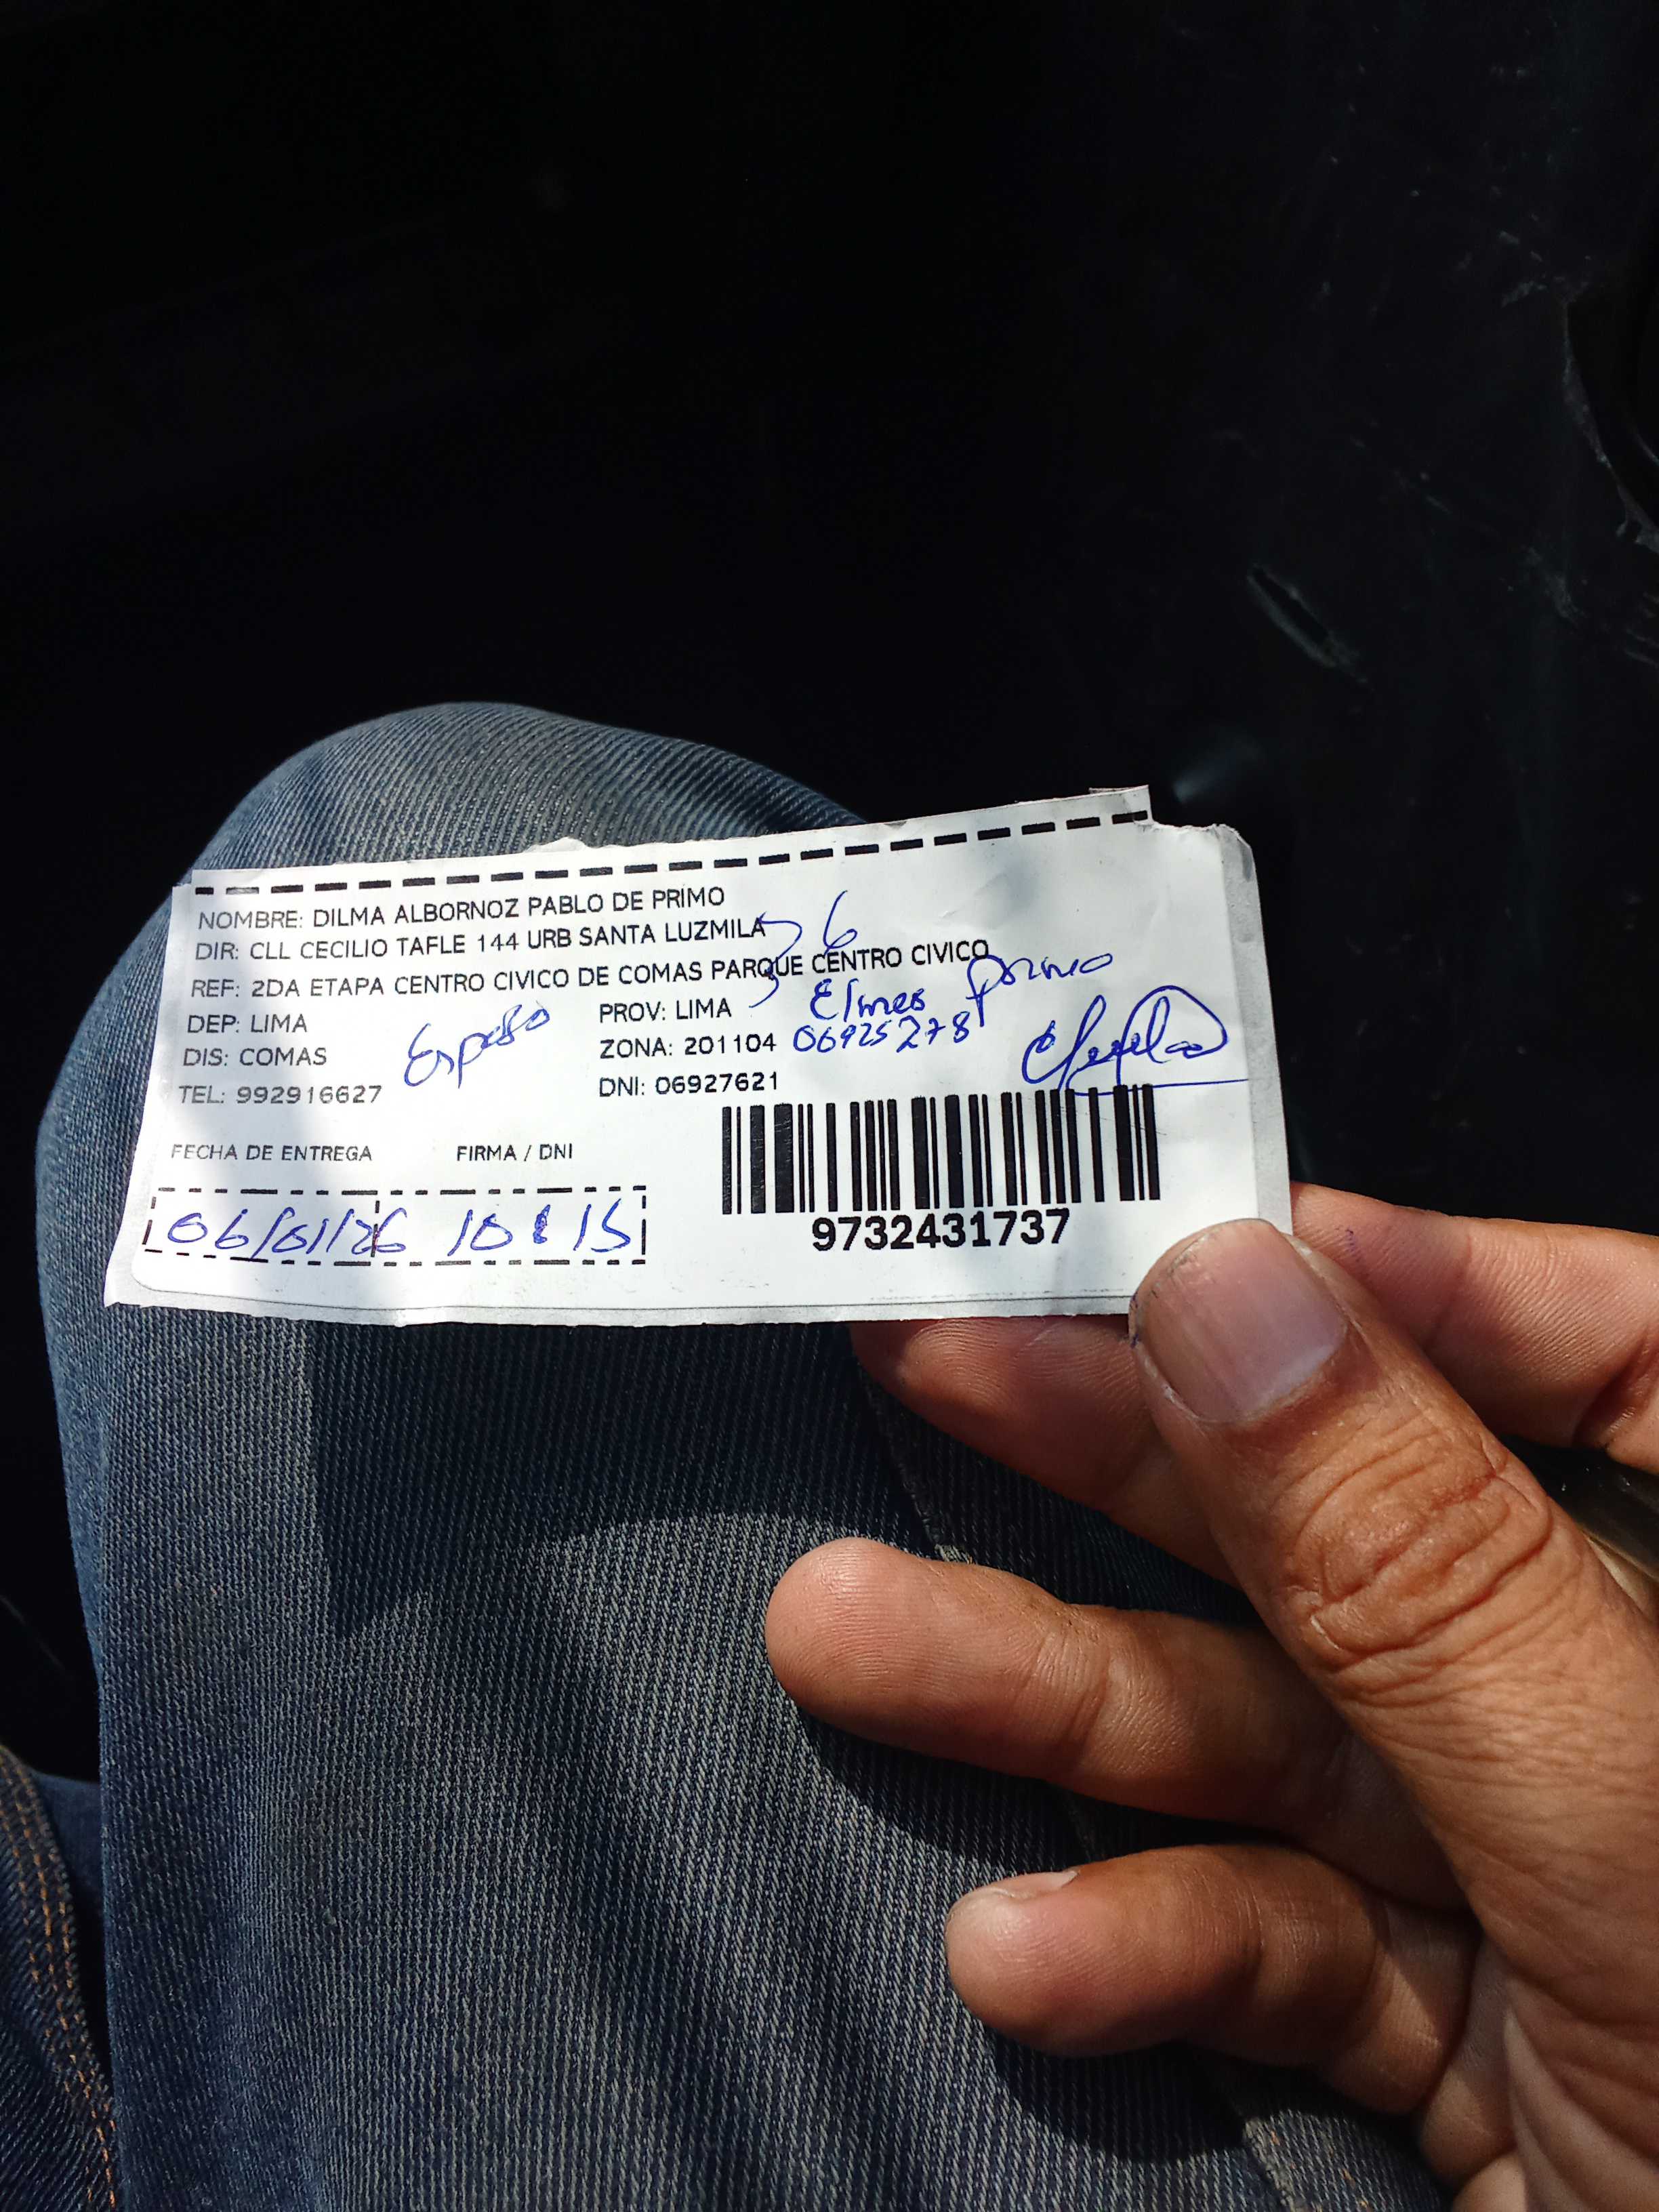 NOMBRE: DILMA ALBORNOZ PABLO DE PRIMO
DIR: CLL CECILIO TAFLE 144 URB SANTA LUZMILA
36
REF: 2DA ETAPA CENTRO CIVICO DE COMAS PARQUE CENTRO CIVICO
DEP: LIMA
PROV: LIMA
Elmer primo
DIS: COMAS
Esposo
ZONA: 201104
06925278
TEL: 992916627
DNI: 06927621
FECHA DE ENTREGA
FIRMA / DNI
06/01/26 10:15
9732431737